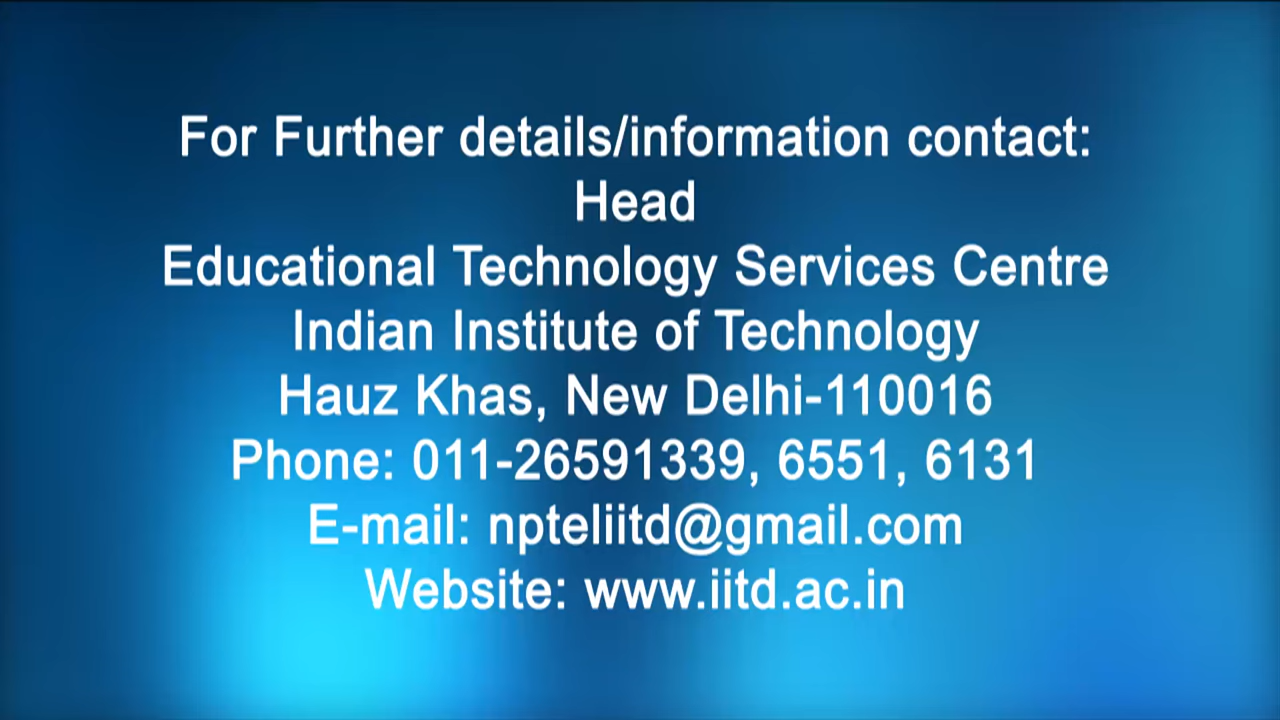 For Further details/information contact:
Head
Educational Technology Services Centre
Indian Institute of Technology
Hauz Khas, New Delhi-110016
Phone: 011-26591339, 6551, 6131
E-mail: npteliitd@gmail.com
Website: www.iitd.ac.in